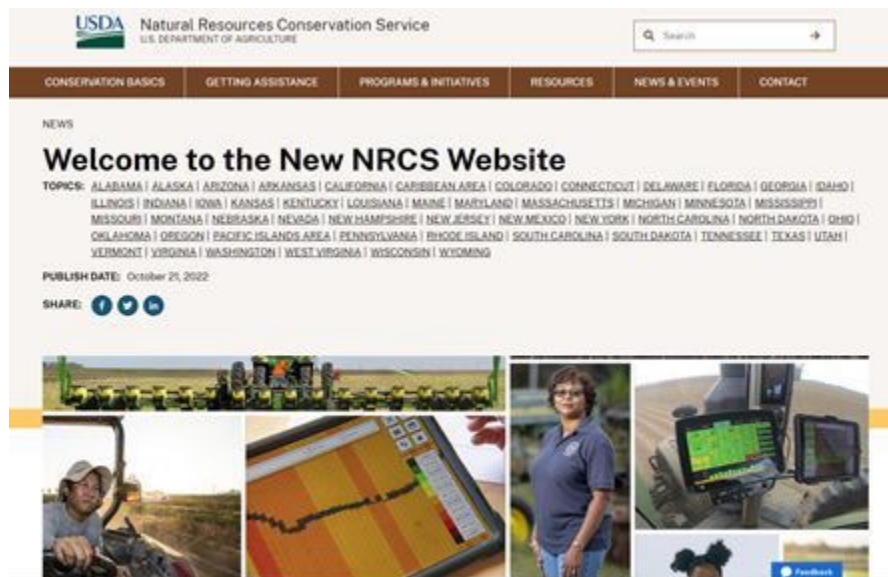 USDA
Natural Resources Conservation Service
U.S. DEPARTMENT OF AGRICULTURE
Search
CONSERVATION BASICS GETTING ASSISTANCE PROGRAMS & INITIATIVES RESOURCES NEWS & EVENTS CONTACT
NEWS
Welcome to the New NRCS Website
TOPICS: ALABAMA | ALASKA | ARIZONA | ARKANSAS | CALIFORNIA | CARIBBEAN AREA | COLORADO | CONNECTICUT | DELAWARE | FLORIDA | GEORGIA | IDAHO |
ILLINOIS | INDIANA | IOWA | KANSAS | KENTUCKY | LOUISIANA | MAINE | MARYLAND | MASSACHUSETTS | MICHIGAN | MINNESOTA | MISSISSIPPI |
MISSOURI | MONTANA | NEBRASKA | NEVADA | NEW HAMPSHIRE | NEW JERSEY | NEW MEXICO | NEW YORK | NORTH CAROLINA | NORTH DAKOTA | OHIO |
OKLAHOMA | OREGON | PACIFIC ISLANDS AREA | PENNSYLVANIA | RHODE ISLAND | SOUTH CAROLINA | SOUTH DAKOTA | TENNESSEE | TEXAS | UTAH |
VERMONT | VIRGINIA | WASHINGTON | WEST VIRGINIA | WISCONSIN | WYOMING
PUBLISH DATE: October 21, 2022
SHARE:
Feedback